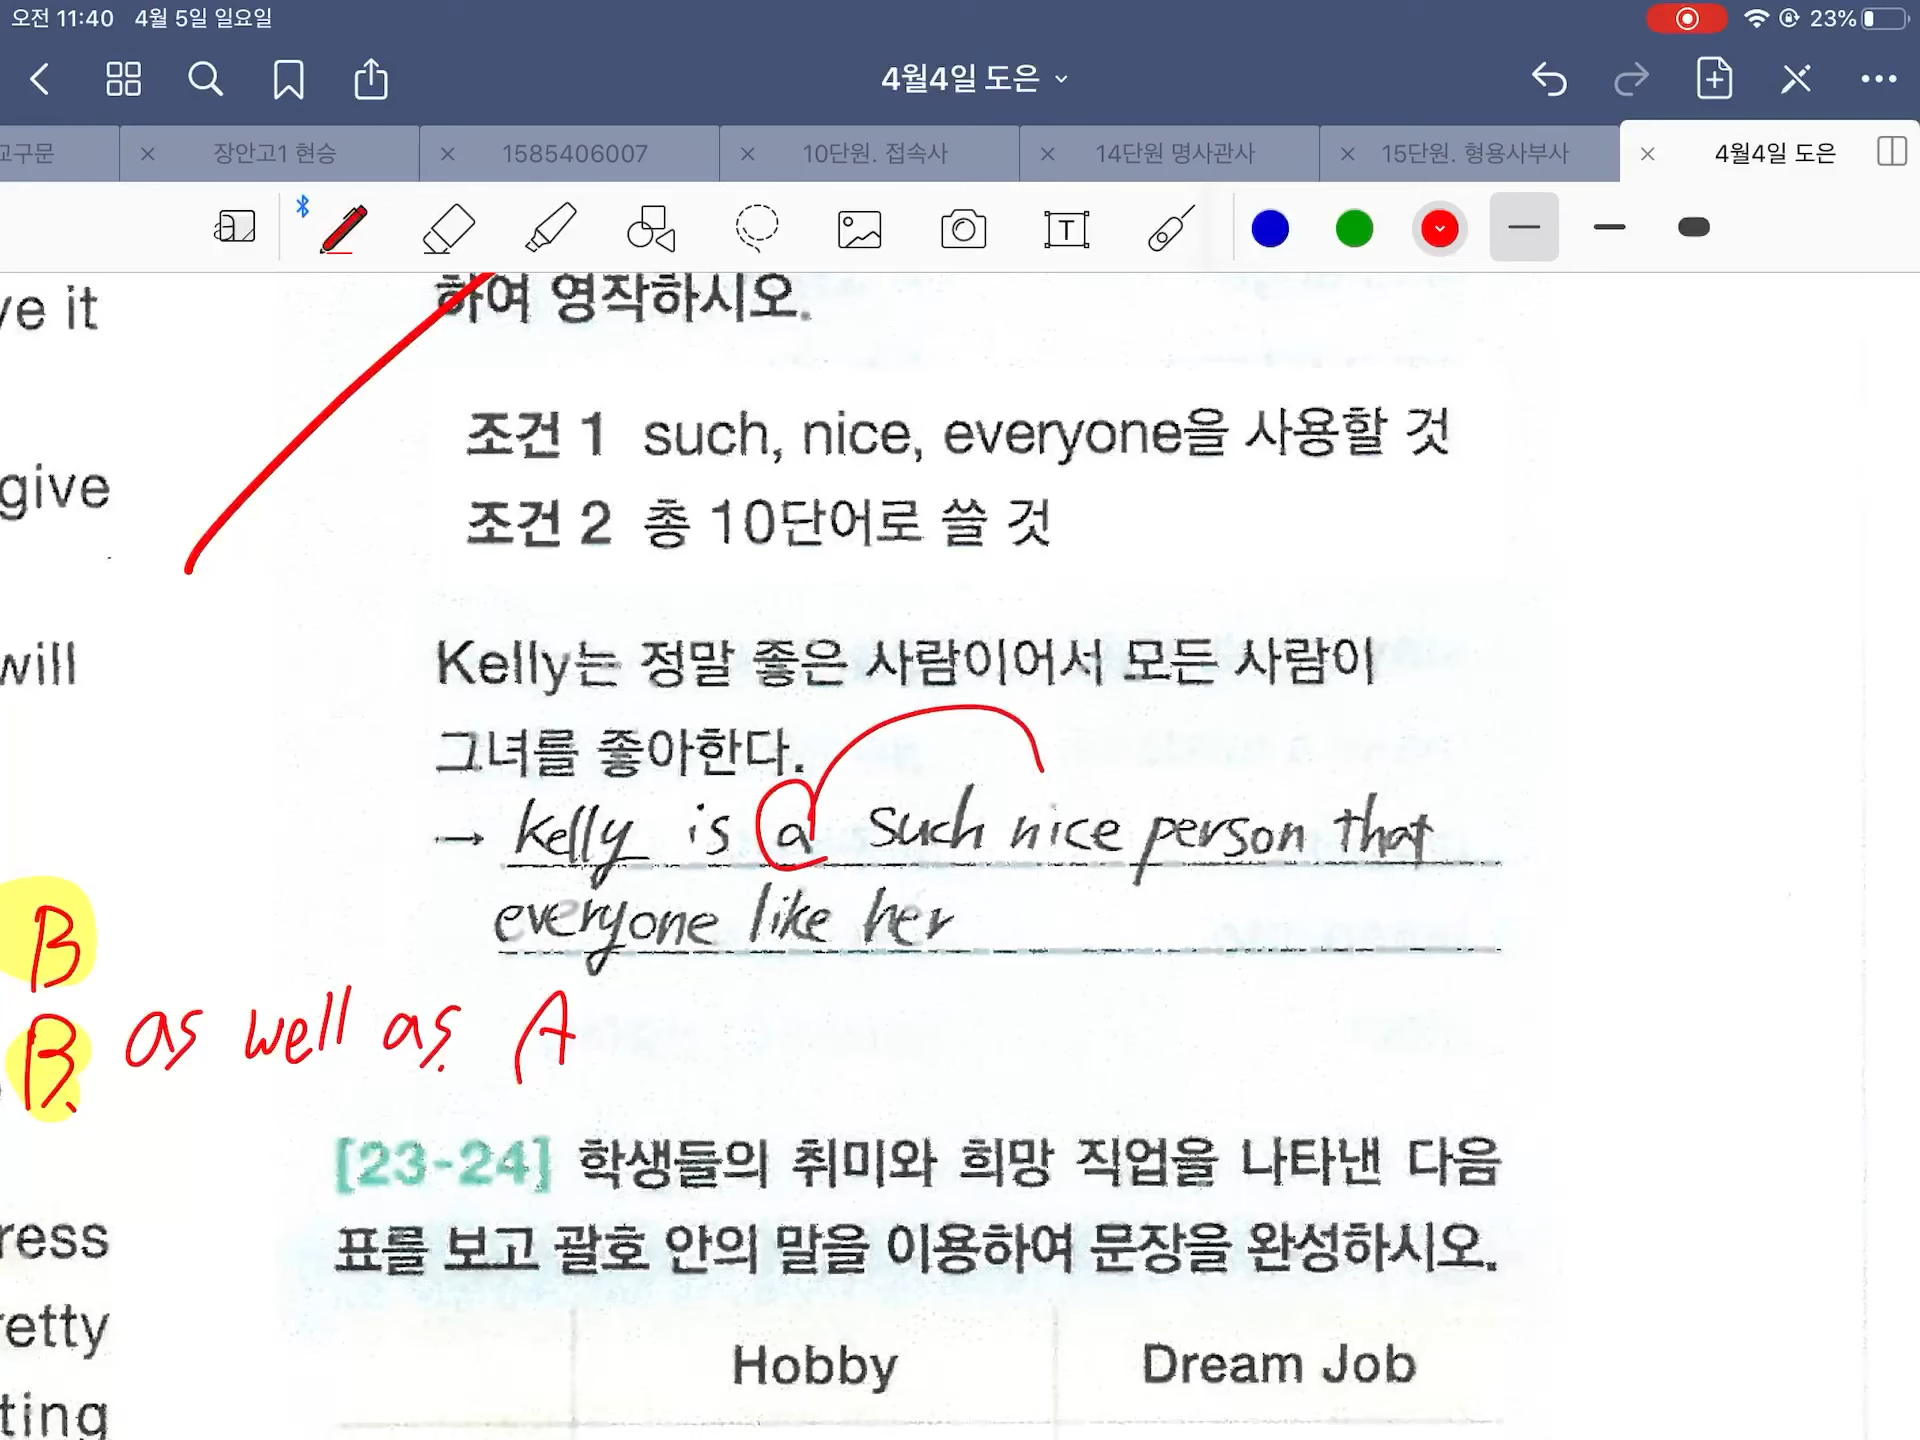 오전 11:40 4월 5일 일요일
23%
4월4일 도은
교구문
장안고1 현승
1585406007
10단원. 접속사
14단원 명사관사
15단원. 형용사부사
4월4일 도은
하여 영작하시오.
ve it
조건 1 such, nice, everyone을 사용할 것
give
조건 2 총 10단어로 쓸 것
will
Kelly는 정말 좋은 사람이어서 모든 사람이
그녀를 좋아한다.
→ kelly is a such nice person that
everyone like her
B
B as well as A
[23-24] 학생들의 취미와 희망 직업을 나타낸 다음
표를 보고 괄호 안의 말을 이용하여 문장을 완성하시오.
ress
retty
Hobby Dream Job
ting